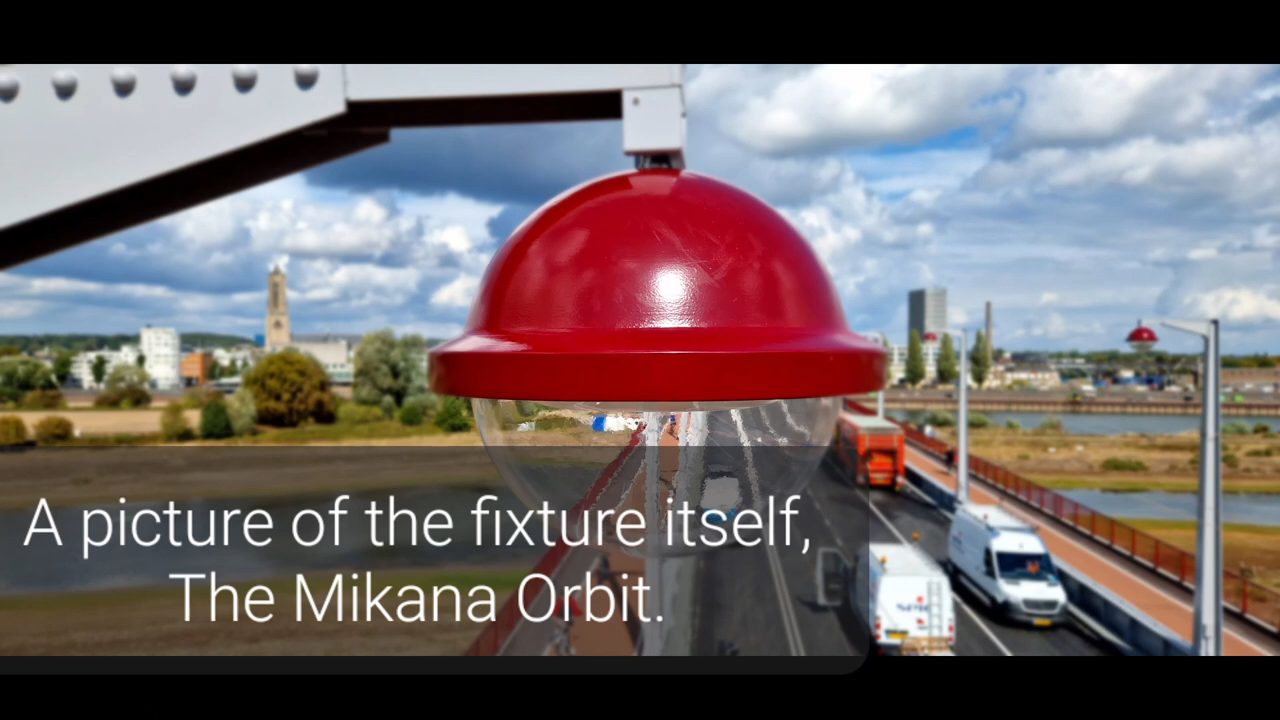 A picture of the fixture itself,
The Mikana Orbit.